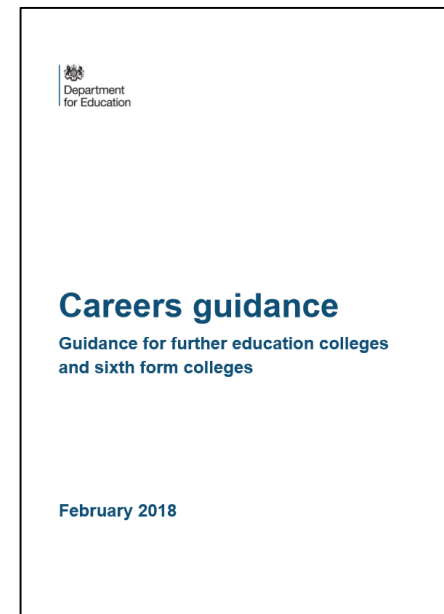 Department
for Education
Careers guidance
Guidance for further education colleges
and sixth form colleges
February 2018